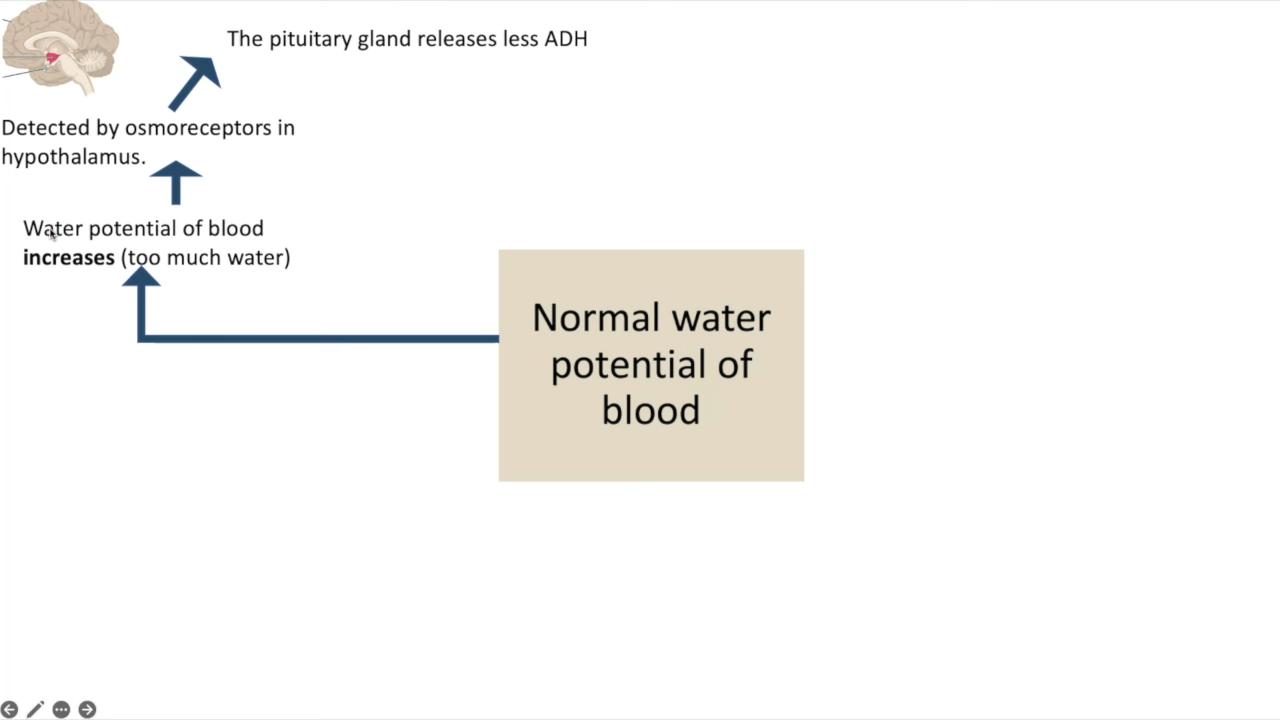 The pituitary gland releases less ADH
Detected by osmoreceptors in
hypothalamus.
Water potential of blood
increases (too much water)
Normal water
potential of
blood